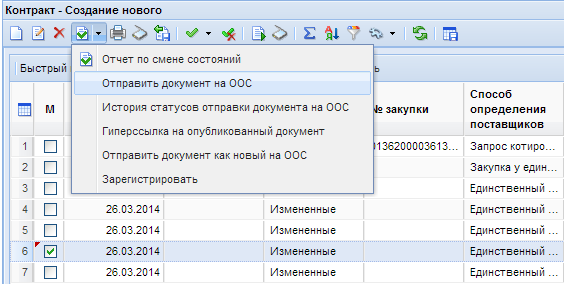 Контракт - Создание нового
Быстрый
Отчет по смене состояний
Отправить документ на ООС
История статусов отправки документа на ООС
Гиперссылка на опубликованный документ
Отправить документ как новый на ООС
Зарегистрировать
М № закупки Способ определения поставщиков
1 0136200003613... Запрос котиро...
2 Закупка у един...
3 Единственный ...
4 26.03.2014 Измененные Единственный ...
5 26.03.2014 Измененные Единственный ...
6 26.03.2014 Измененные Единственный ...
7 26.03.2014 Измененные Единственный ...